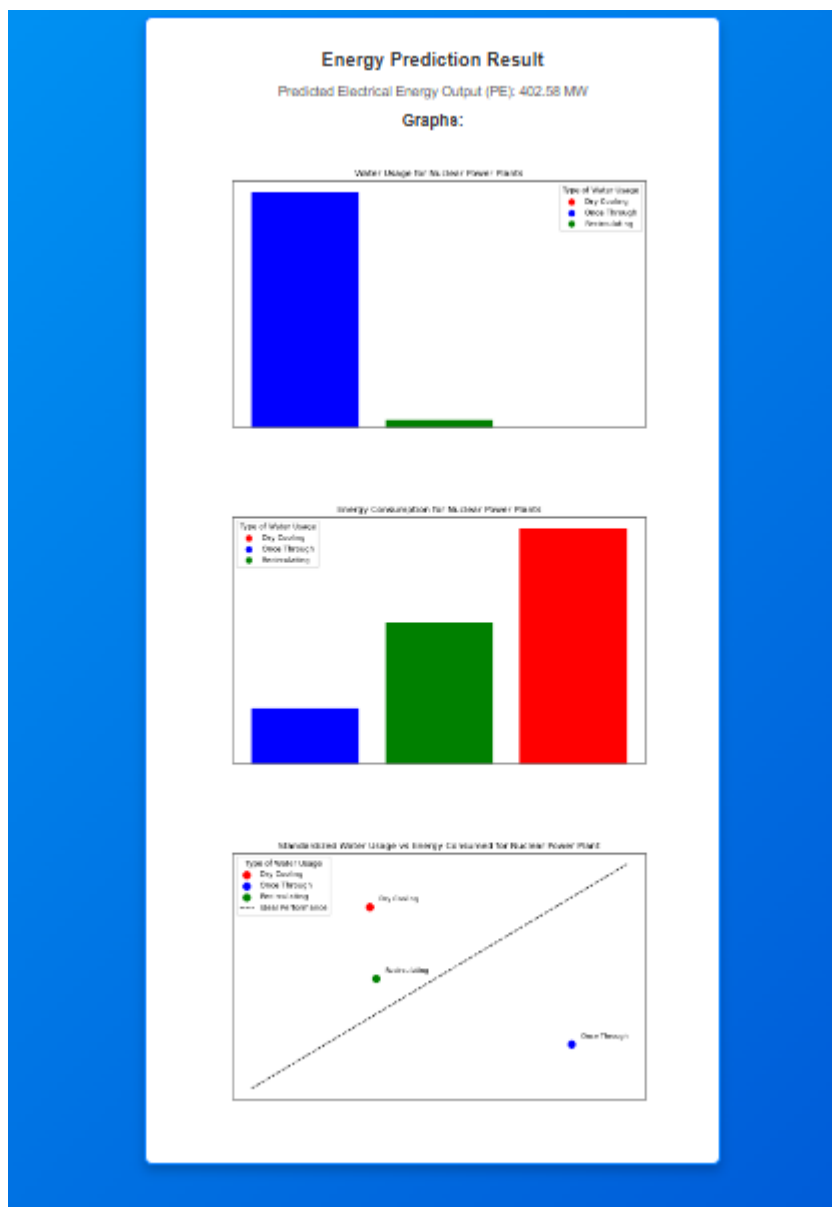 Energy Prediction Result
Predicted Electrical Energy Output (PE): 402.58 MW
Graphs:
Water Usage for Nuclear Power Plants
Type of Water Usage
Dry Cooling
Once Through
Recirculating
Energy Consumption for Nuclear Power Plants
Type of Water Usage
Dry Cooling
Once Through
Recirculating
Standardized Water Usage vs Energy Consumed for Nuclear Power Plant
Type of Water Usage
Dry Cooling
Once Through
Recirculating
Ideal Performance
Dry Cooling
Recirculating
Once Through